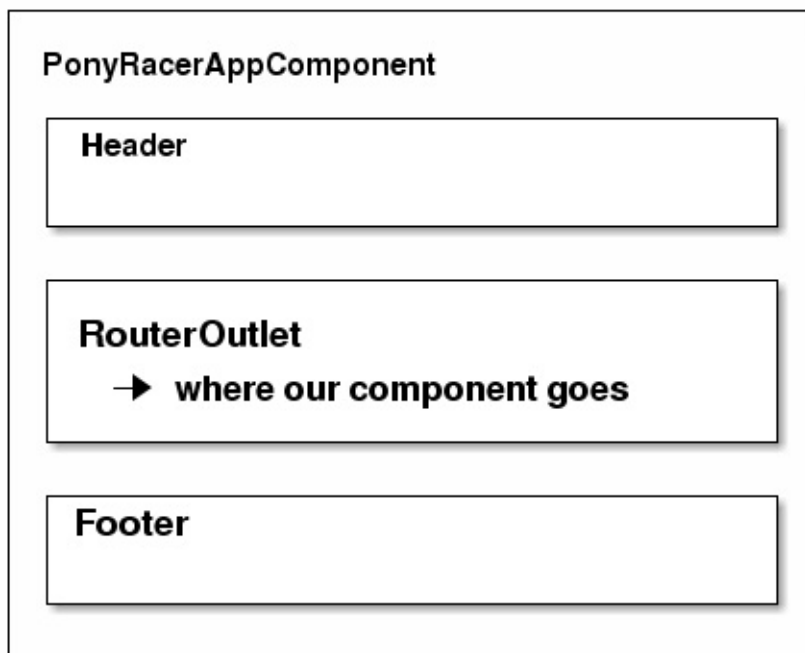 PonyRacerAppComponent
Header
RouterOutlet
where our component goes
Footer